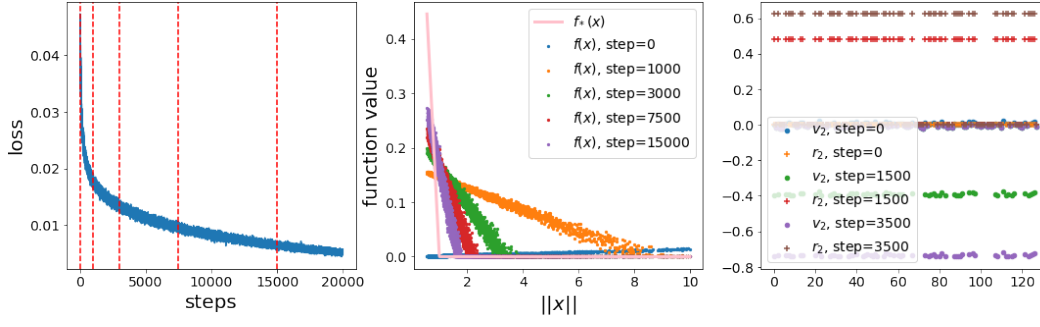 loss
0.04
0.03
0.02
0.01
0 5000 10000 15000 20000
steps
function value
0.4
0.3
0.2
0.1
0.0
2 4 6 8 10
||x||
f*(x)
f(x), step=0
f(x), step=1000
f(x), step=3000
f(x), step=7500
f(x), step=15000
0.6
0.4
0.2
0.0
−0.2
−0.4
−0.6
−0.8
0 20 40 60 80 100 120
v₂, step=0
r₂, step=0
v₂, step=1500
r₂, step=1500
v₂, step=3500
r₂, step=3500